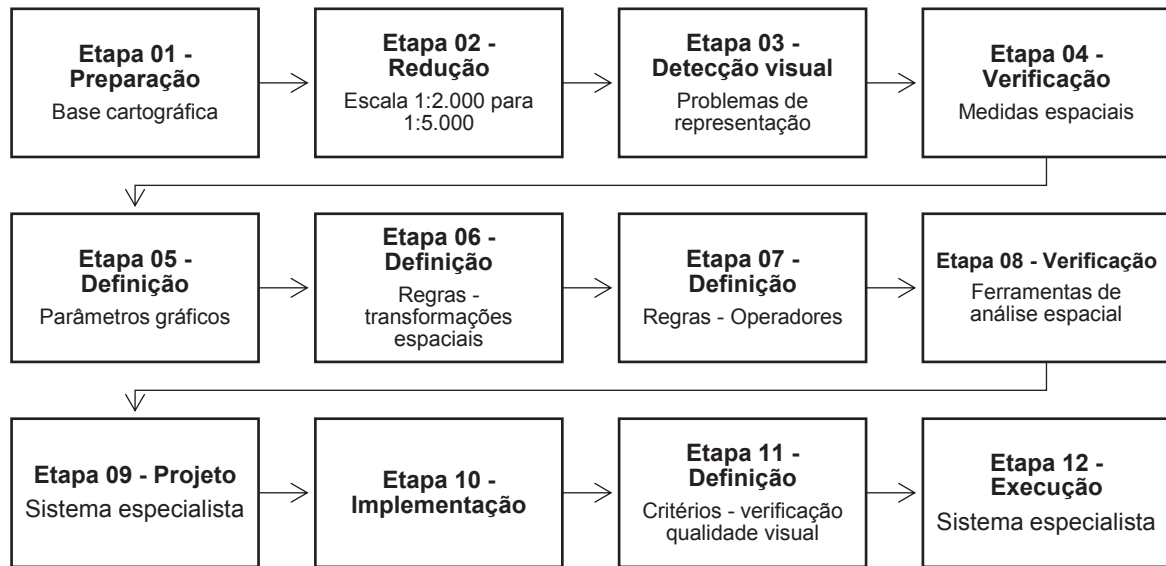 Etapa 01 -
Preparação
Base cartográfica
Etapa 02 -
Redução
Escala 1:2.000 para
1:5.000
Etapa 03 -
Detecção visual
Problemas de
representação
Etapa 04 -
Verificação
Medidas espaciais
Etapa 05 -
Definição
Parâmetros gráficos
Etapa 06 -
Definição
Regras -
transformações
espaciais
Etapa 07 -
Definição
Regras - Operadores
Etapa 08 - Verificação
Ferramentas de
análise espacial
Etapa 09 - Projeto
Sistema especialista
Etapa 10 -
Implementação
Etapa 11 -
Definição
Critérios - verificação
qualidade visual
Etapa 12 -
Execução
Sistema especialista